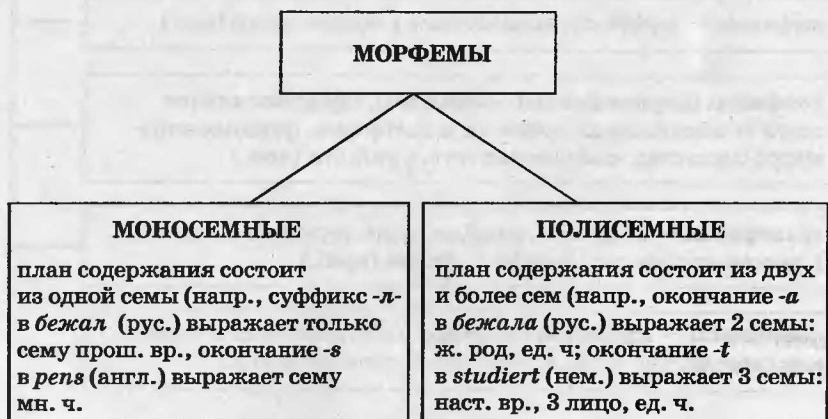 МОРФЕМЫ
МОНОСЕМНЫЕ
план содержания состоит
из одной семы (напр., суффикс -л-
в бежал (рус.) выражает только
сему прош. вр., окончание -s
в pens (англ.) выражает сему
мн. ч.
ПОЛИСЕМНЫЕ
план содержания состоит из двух
и более сем (напр., окончание -а
в бежала (рус.) выражает 2 семы:
ж. род, ед. ч; окончание -t
в studiert (нем.) выражает 3 семы:
наст. вр., 3 лицо, ед. ч.